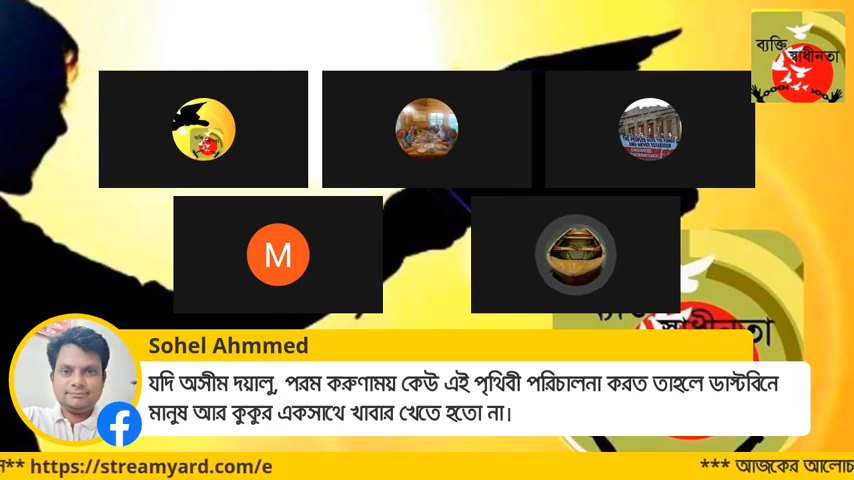 ব্যক্তি
স্বাধীনতা
M
স্বাধীনতা
Sohel Ahmmed
যদি অসীম দয়ালু, পরম করুণাময় কেউ এই পৃথিবী পরিচালনা করত তাহলে ডাস্টবিনে
মানুষ আর কুকুর একসাথে খাবার খেতে হতো না।
** https://streamyard.com/e *** আজকের আলোচ